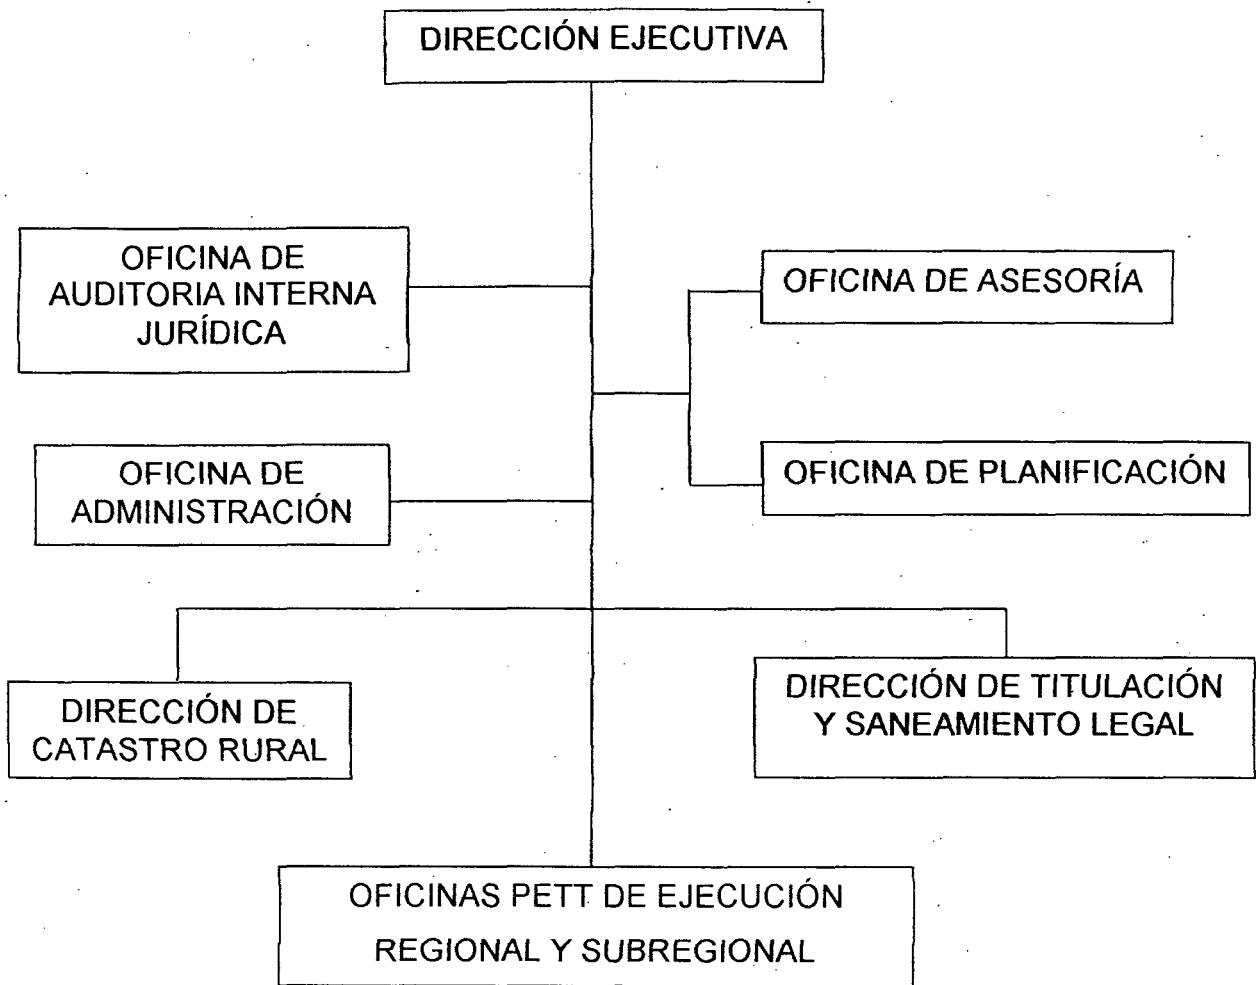 DIRECCIÓN EJECUTIVA
OFICINA DE
AUDITORIA INTERNA
JURÍDICA
OFICINA DE ASESORÍA
OFICINA DE
ADMINISTRACIÓN
OFICINA DE PLANIFICACIÓN
DIRECCIÓN DE
CATASTRO RURAL
DIRECCIÓN DE TITULACIÓN
Y SANEAMIENTO LEGAL
OFICINAS PETT DE EJECUCIÓN
REGIONAL Y SUBREGIONAL